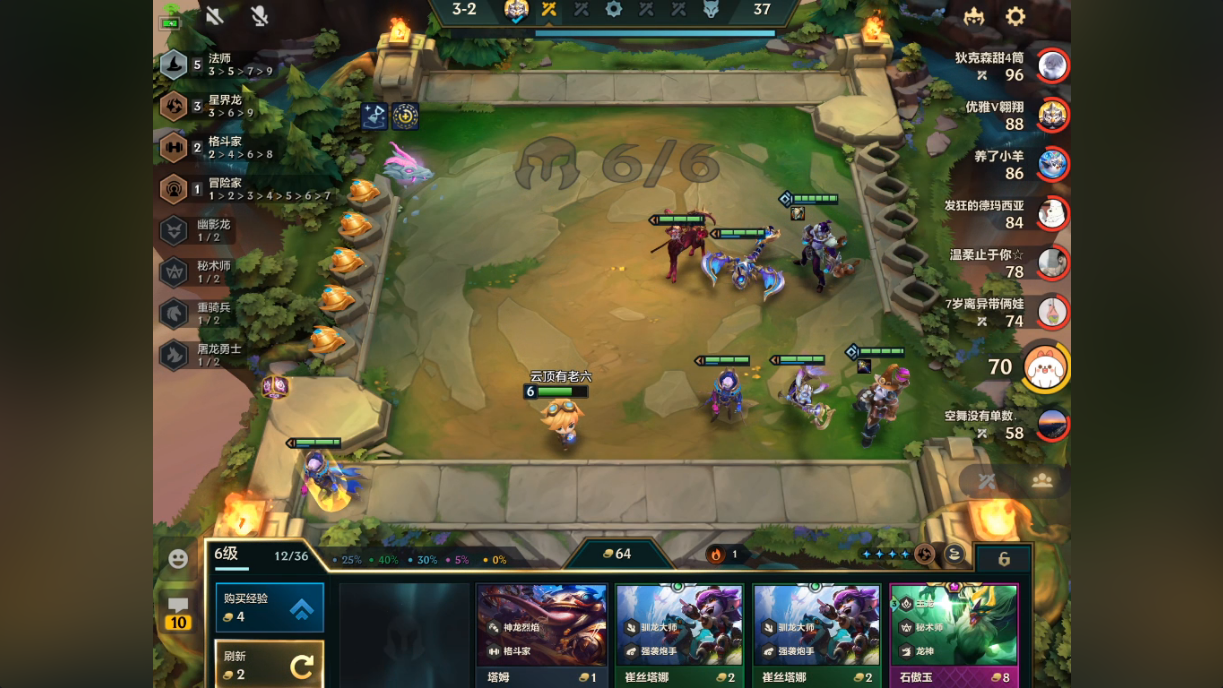 3-2
37
5 法师
3 > 5 > 7 > 9
3 星界龙
3 > 6 > 9
2 格斗家
2 > 4 > 6 > 8
1 冒险家
1 > 2 > 3 > 4 > 5 > 6 > 7
幽影龙
1 / 2
秘术师
1 / 2
重骑兵
1 / 2
屠龙勇士
1 / 2
6/6
狄克森甜4筒
96
优雅V翱翔
88
养了小羊
86
发狂的德玛西亚
84
温柔止于你☆
78
7岁离异带俩娃
74
70
空舞没有单数.
58
云顶有老六
6
6级
12/36
25% 40% 30% 5% 0%
64
1
6
购买经验
4
刷新
2
10
神龙烈焰
格斗家
塔姆 1
驯龙大师
强袭炮手
崔丝塔娜 2
驯龙大师
强袭炮手
崔丝塔娜 2
3 玉龙
秘术师
龙神
石傲玉 8